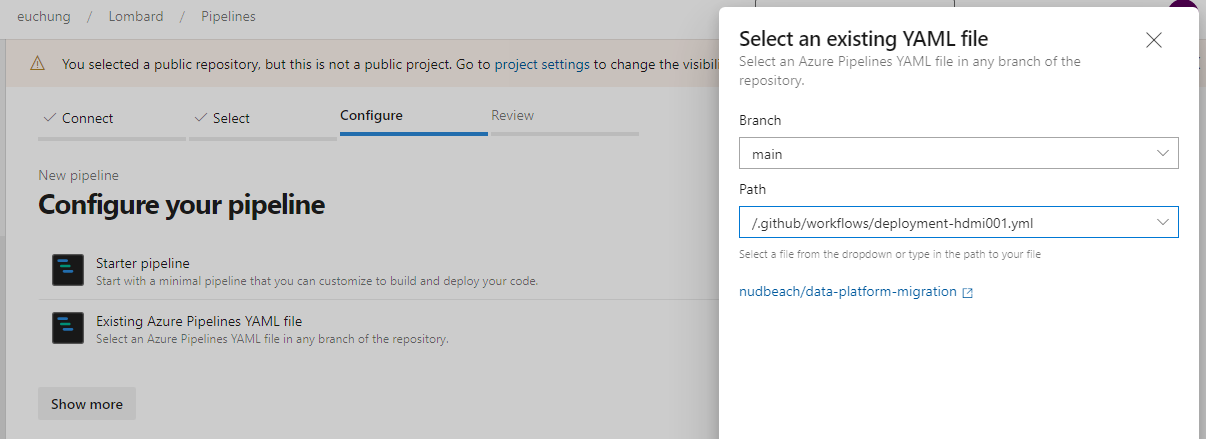 euchung / Lombard / Pipelines
You selected a public repository, but this is not a public project. Go to project settings to change the visibili
Connect
Select
Configure
Review
New pipeline
Configure your pipeline
Starter pipeline
Start with a minimal pipeline that you can customize to build and deploy your code.
Existing Azure Pipelines YAML file
Select an Azure Pipelines YAML file in any branch of the repository.
Show more
Select an existing YAML file
Select an Azure Pipelines YAML file in any branch of the
repository.
Branch
main
Path
/.github/workflows/deployment-hdmi001.yml
Select a file from the dropdown or type in the path to your file
nudbeach/data-platform-migration